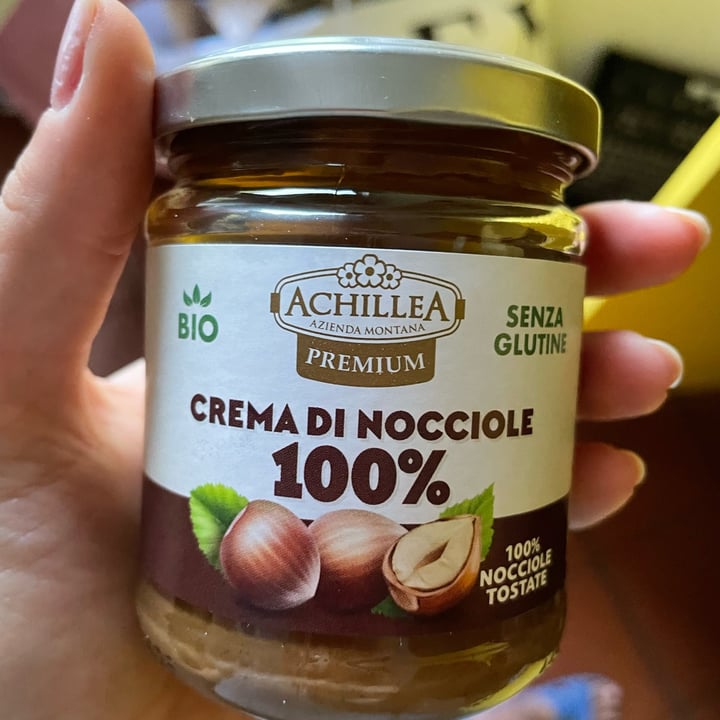 BIO
ACHILLEA
AZIENDA MONTANA
PREMIUM
SENZA
GLUTINE
CREMA DI NOCCIOLE
100%
100%
NOCCIOLE
TOSTATE